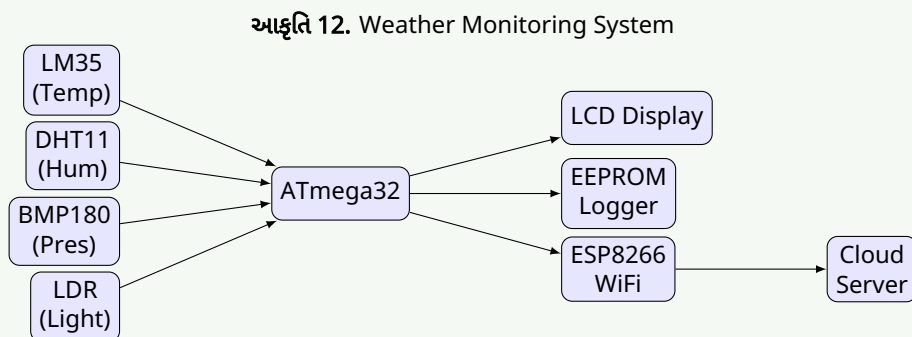 આકૃતિ 12. Weather Monitoring System
LM35
(Temp)
DHT11
(Hum)
BMP180
(Pres)
LDR
(Light)
ATmega32
LCD Display
EEPROM
Logger
ESP8266
WiFi
Cloud
Server